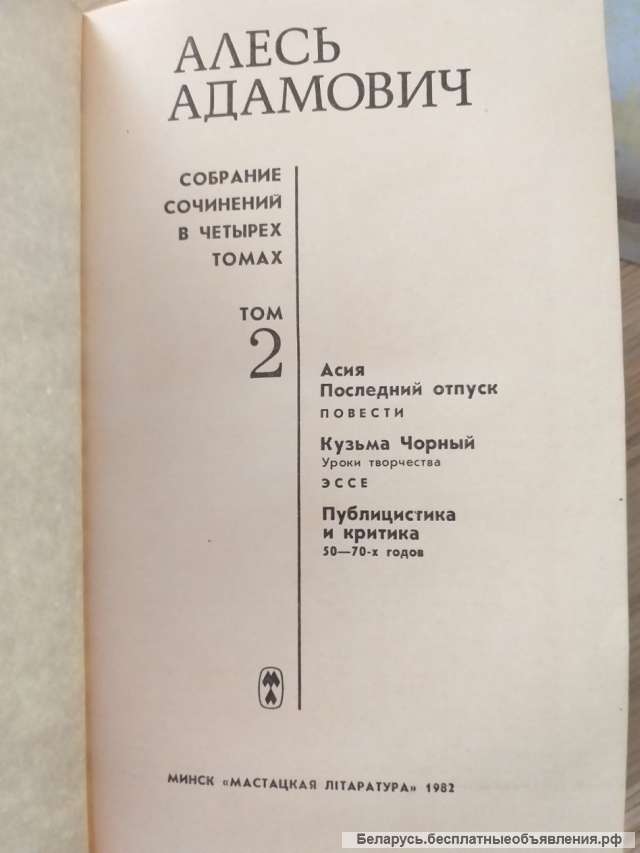 АЛЕСЬ
АДАМОВИЧ
СОБРАНИЕ
СОЧИНЕНИЙ
В ЧЕТЫРЕХ
ТОМАХ
ТОМ
2
Асия
Последний отпуск
ПОВЕСТИ
Кузьма Чорный
Уроки творчества
ЭССЕ
Публицистика
и критика
50—70-х годов
МИНСК «МАСТАЦКАЯ ЛІТАРАТУРА» 1982
Беларусь.бесплатныеобъявления.рф